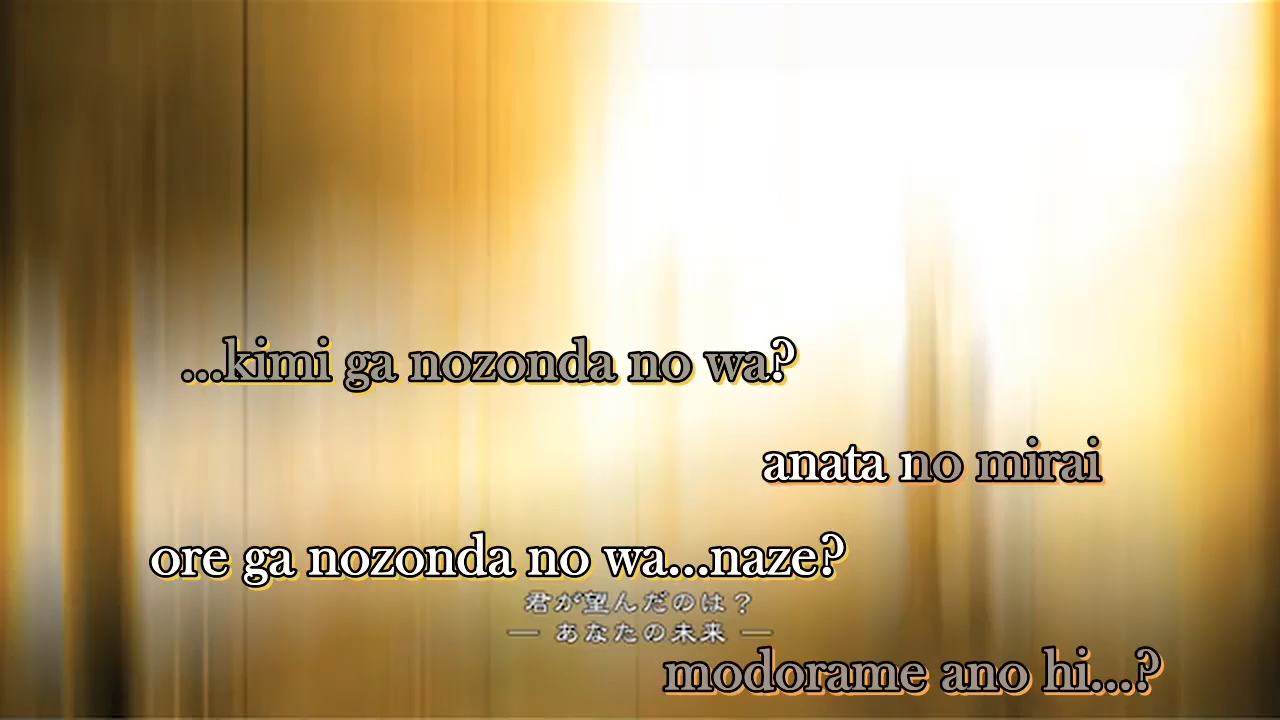 ...kimi ga nozonda no wa?
anata no mirai
ore ga nozonda no wa...naze?
君が望んだのは？
― あなたの未来 ―
modorame ano hi...?